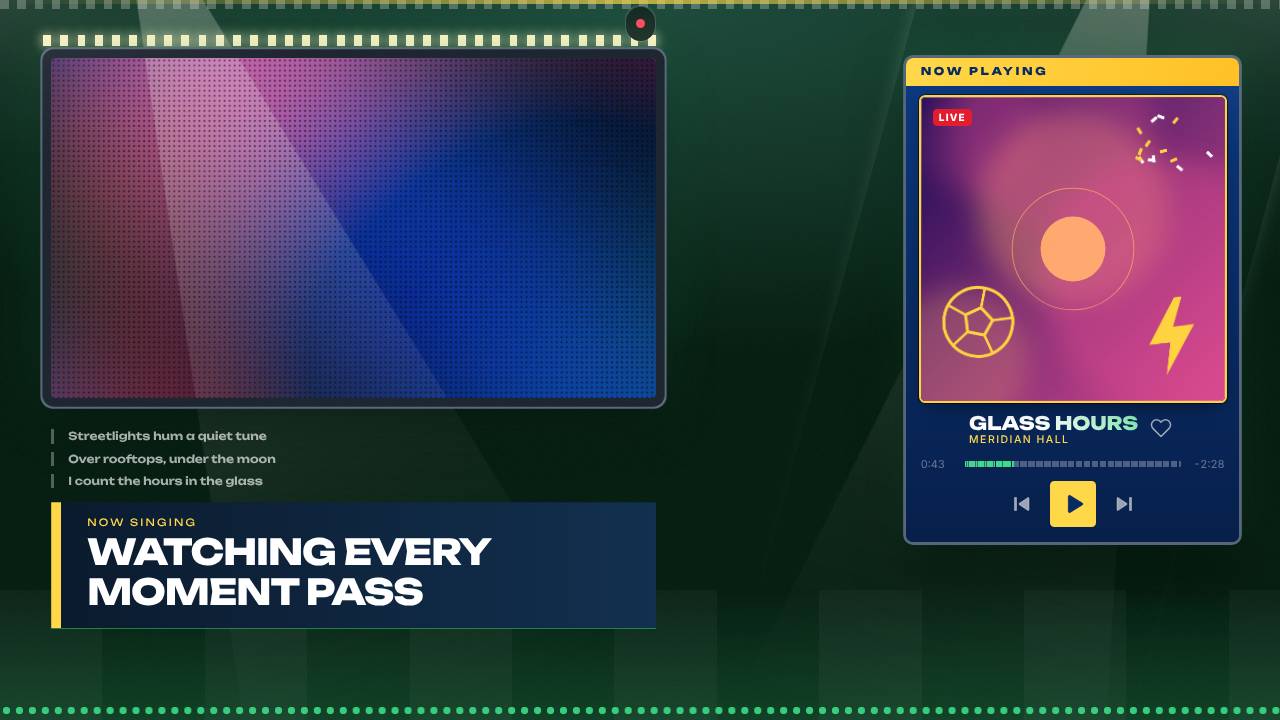 NOW PLAYING
LIVE
GLASS HOURS
MERIDIAN HALL
0:43
-2:28
Streetlights hum a quiet tune
Over rooftops, under the moon
I count the hours in the glass
NOW SINGING
WATCHING EVERY
MOMENT PASS